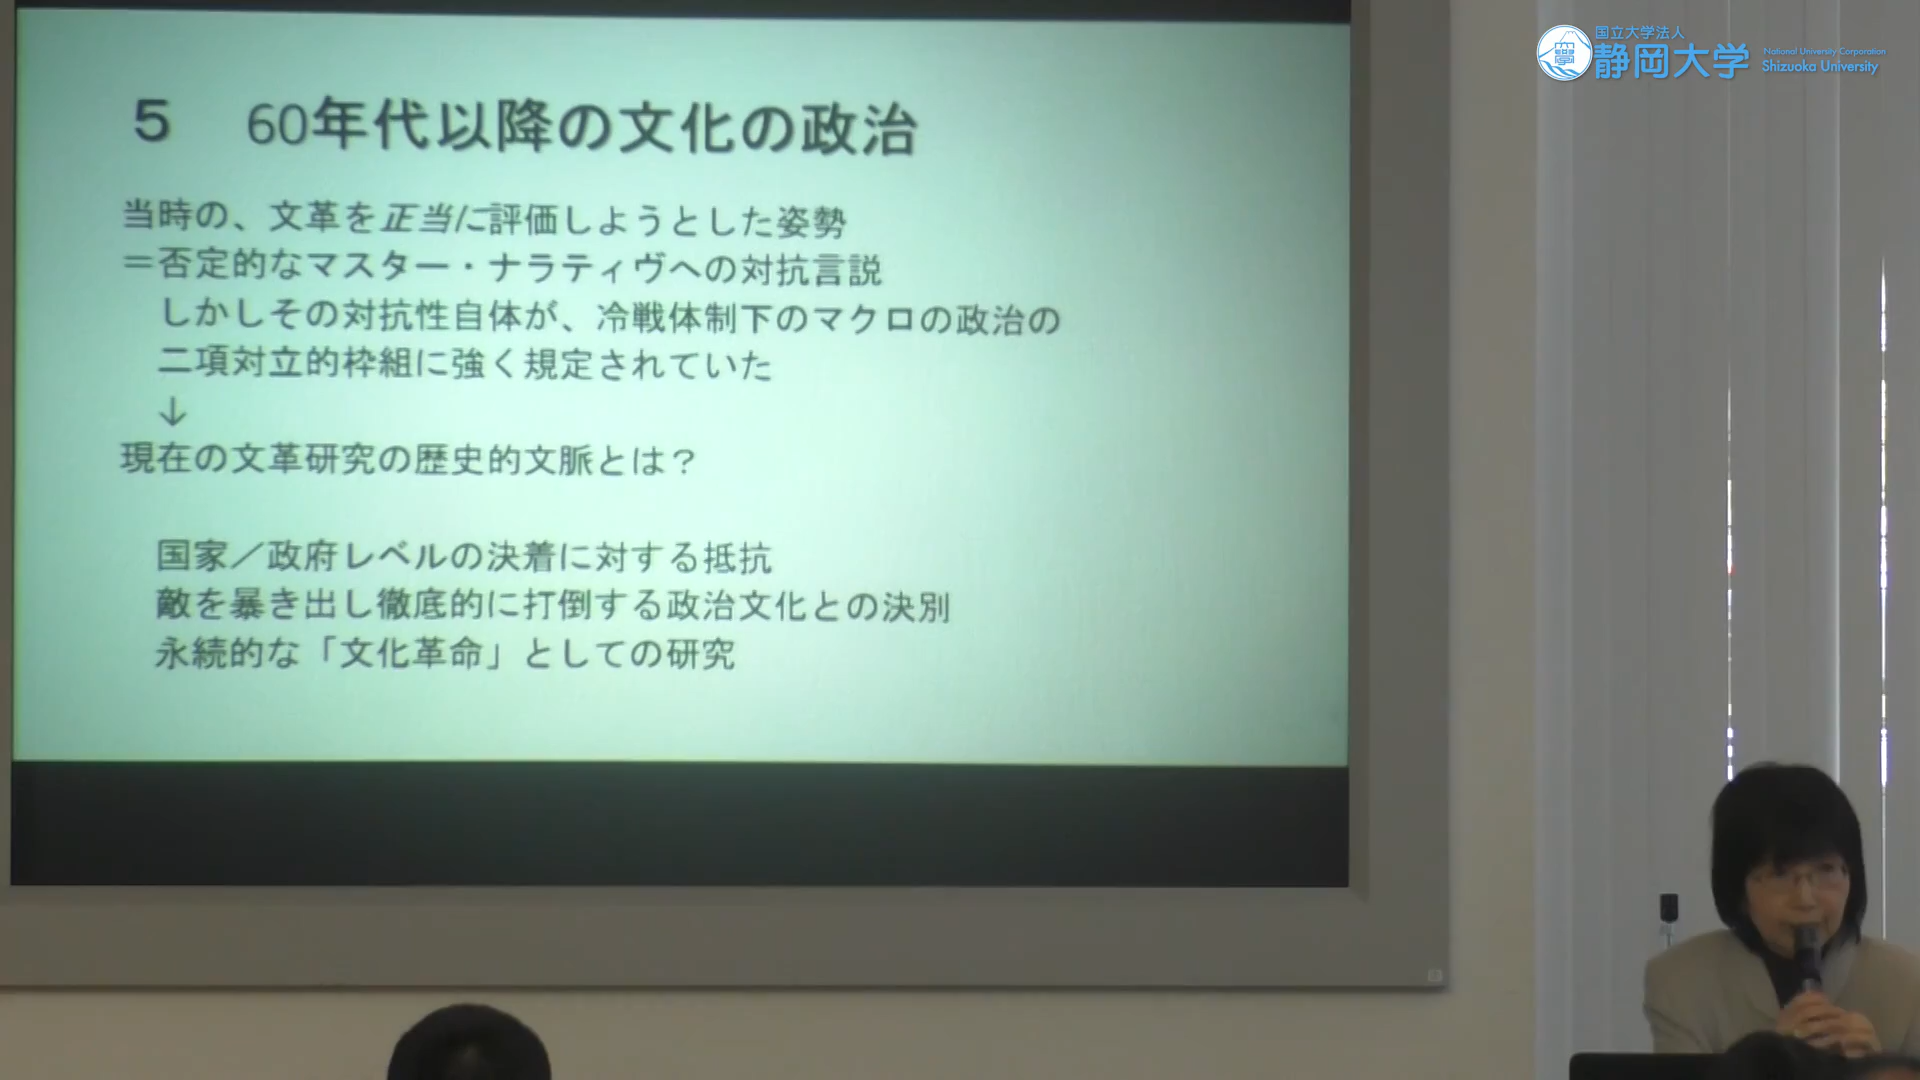 国立大学法人
静岡大学
National University Corporation
Shizuoka University
５　60年代以降の文化の政治
当時の、文革を正当に評価しようとした姿勢
＝否定的なマスター・ナラティヴへの対抗言説
しかしその対抗性自体が、冷戦体制下のマクロの政治の
二項対立的枠組に強く規定されていた
↓
現在の文革研究の歴史的文脈とは？
国家／政府レベルの決着に対する抵抗
敵を暴き出し徹底的に打倒する政治文化との決別
永続的な「文化革命」としての研究